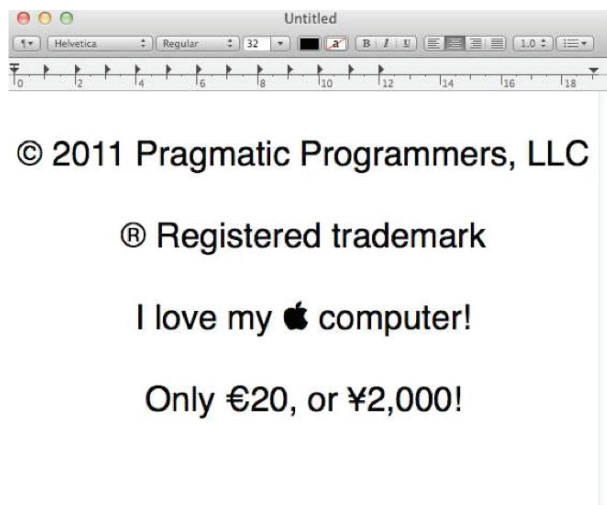 Untitled
¶ Helvetica Regular 32 a B I U 1.0
0 2 4 6 8 10 12 14 16 18
© 2011 Pragmatic Programmers, LLC
® Registered trademark
I love my  computer!
Only €20, or ¥2,000!